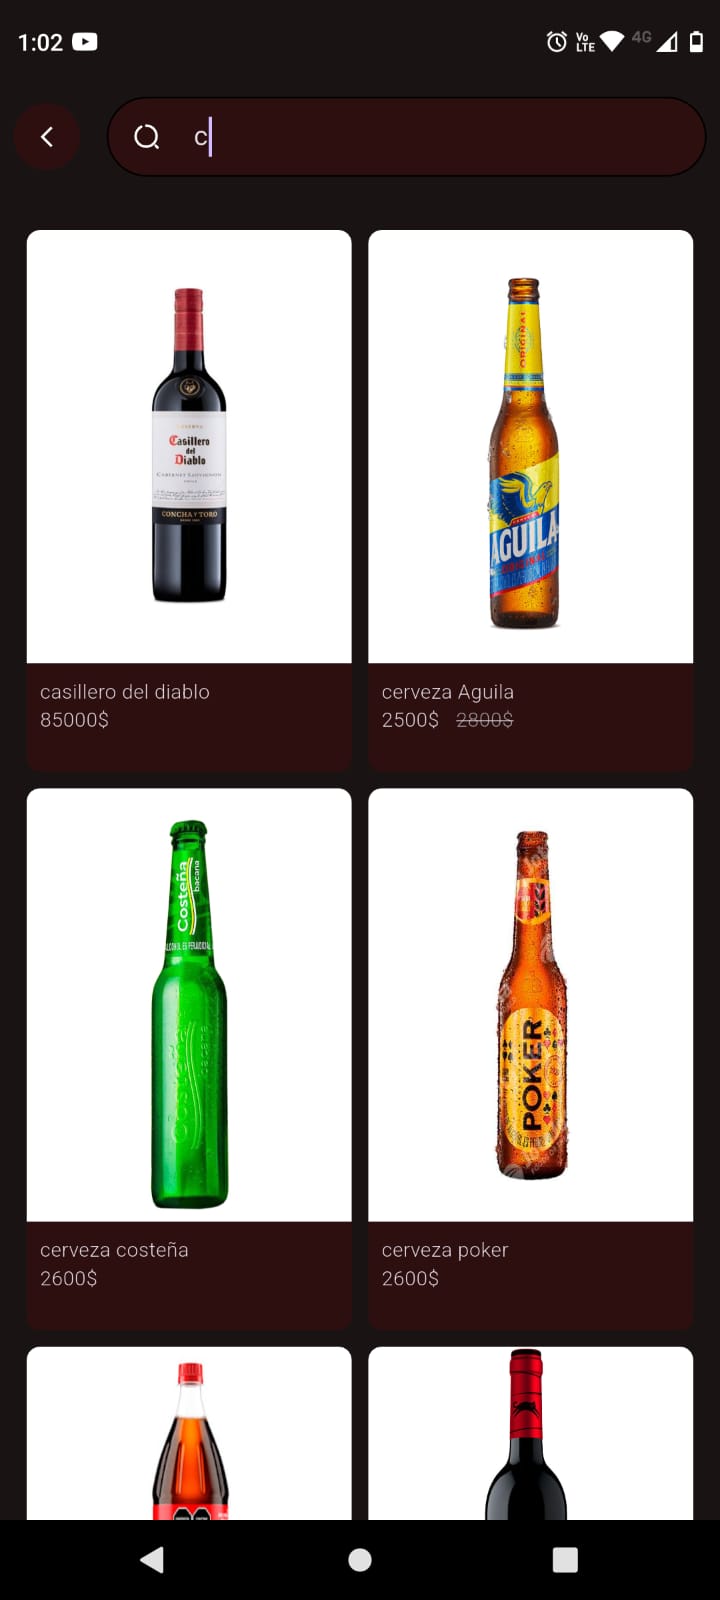 1:02
Vo
LTE
4G
c
Casillero
del
Diablo
CABERNET SAUVIGNON
CONCHA Y TORO
ORIGINAL
AGUILA
casillero del diablo
85000$
cerveza Aguila
2500$ 2800$
Costeña
bacana
POKER
cerveza costeña
2600$
cerveza poker
2600$